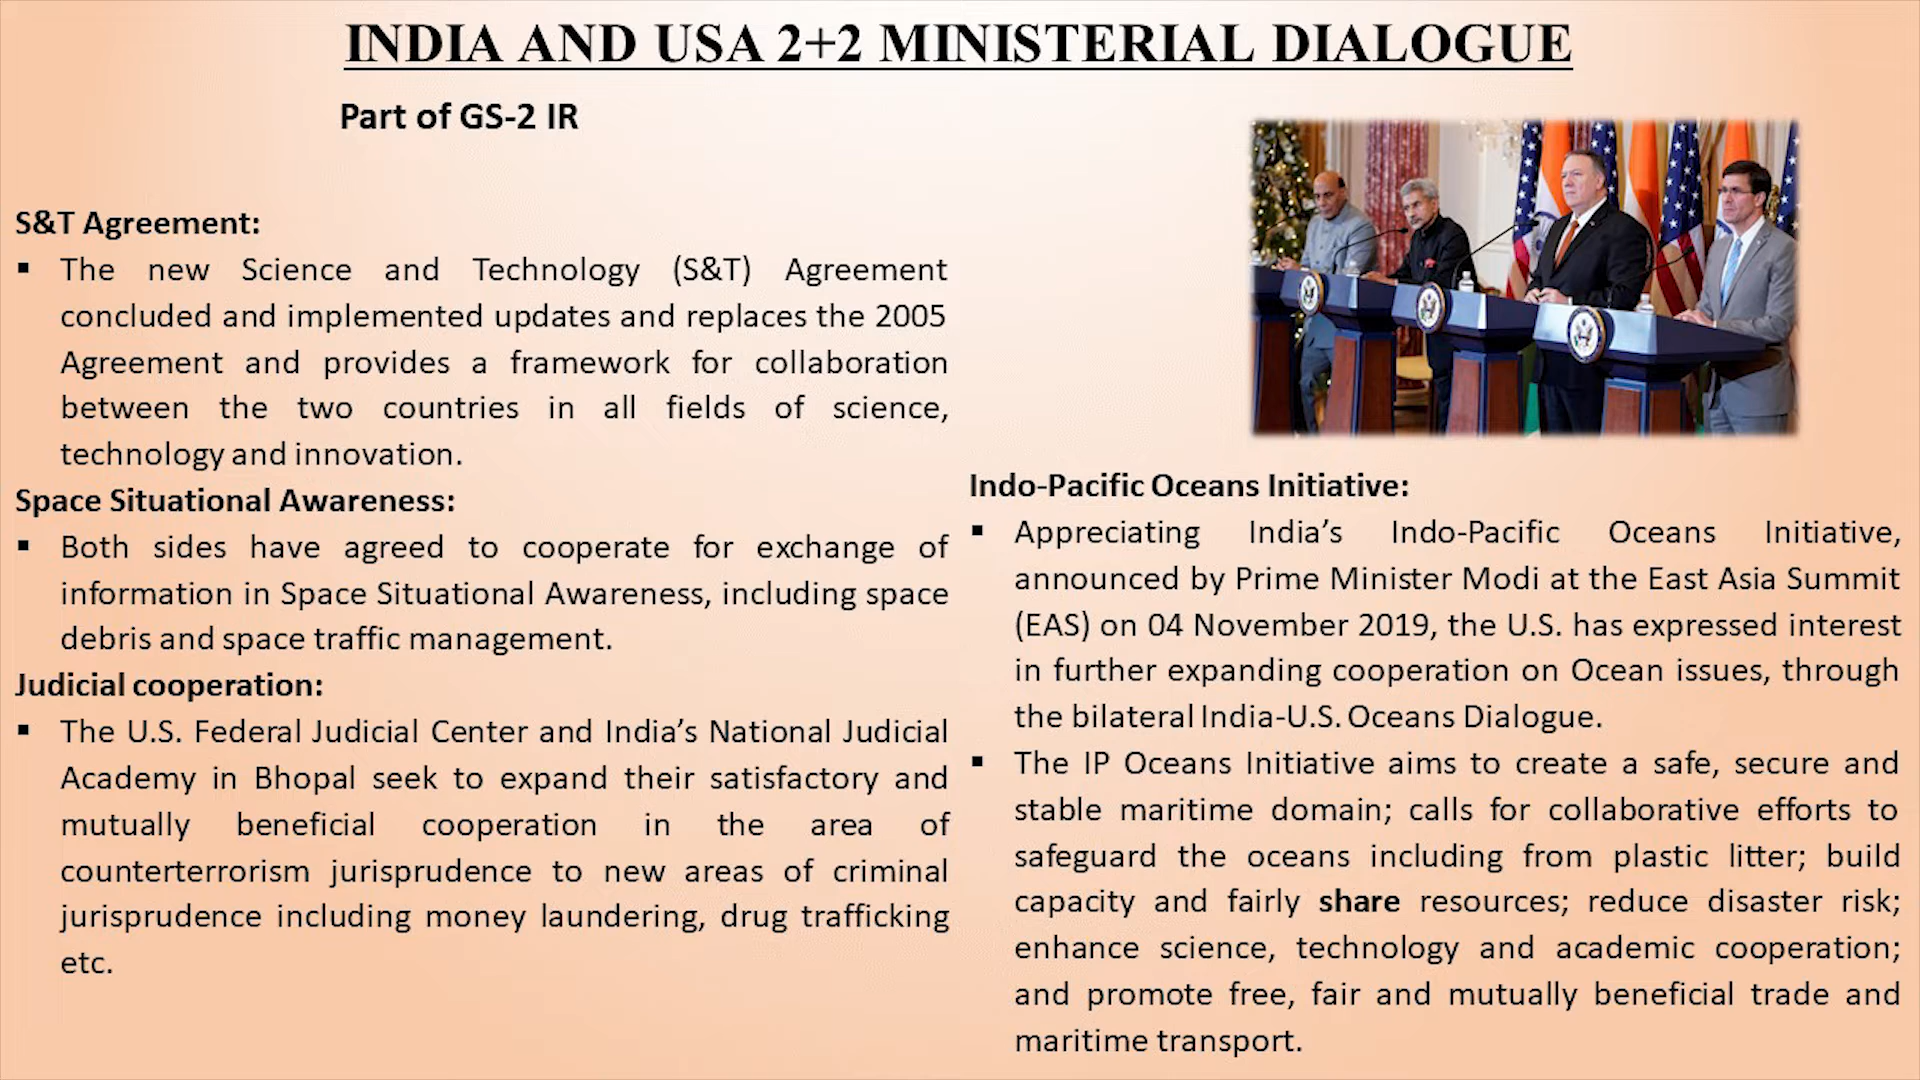 INDIA AND USA 2+2 MINISTERIAL DIALOGUE
Part of GS-2 IR
S&T Agreement:
▪ The new Science and Technology (S&T) Agreement
concluded and implemented updates and replaces the 2005
Agreement and provides a framework for collaboration
between the two countries in all fields of science,
technology and innovation.
Space Situational Awareness:
▪ Both sides have agreed to cooperate for exchange of
information in Space Situational Awareness, including space
debris and space traffic management.
Judicial cooperation:
▪ The U.S. Federal Judicial Center and India’s National Judicial
Academy in Bhopal seek to expand their satisfactory and
mutually beneficial cooperation in the area of
counterterrorism jurisprudence to new areas of criminal
jurisprudence including money laundering, drug trafficking
etc.
Indo-Pacific Oceans Initiative:
▪ Appreciating India’s Indo-Pacific Oceans Initiative,
announced by Prime Minister Modi at the East Asia Summit
(EAS) on 04 November 2019, the U.S. has expressed interest
in further expanding cooperation on Ocean issues, through
the bilateral India-U.S. Oceans Dialogue.
▪ The IP Oceans Initiative aims to create a safe, secure and
stable maritime domain; calls for collaborative efforts to
safeguard the oceans including from plastic litter; build
capacity and fairly share resources; reduce disaster risk;
enhance science, technology and academic cooperation;
and promote free, fair and mutually beneficial trade and
maritime transport.